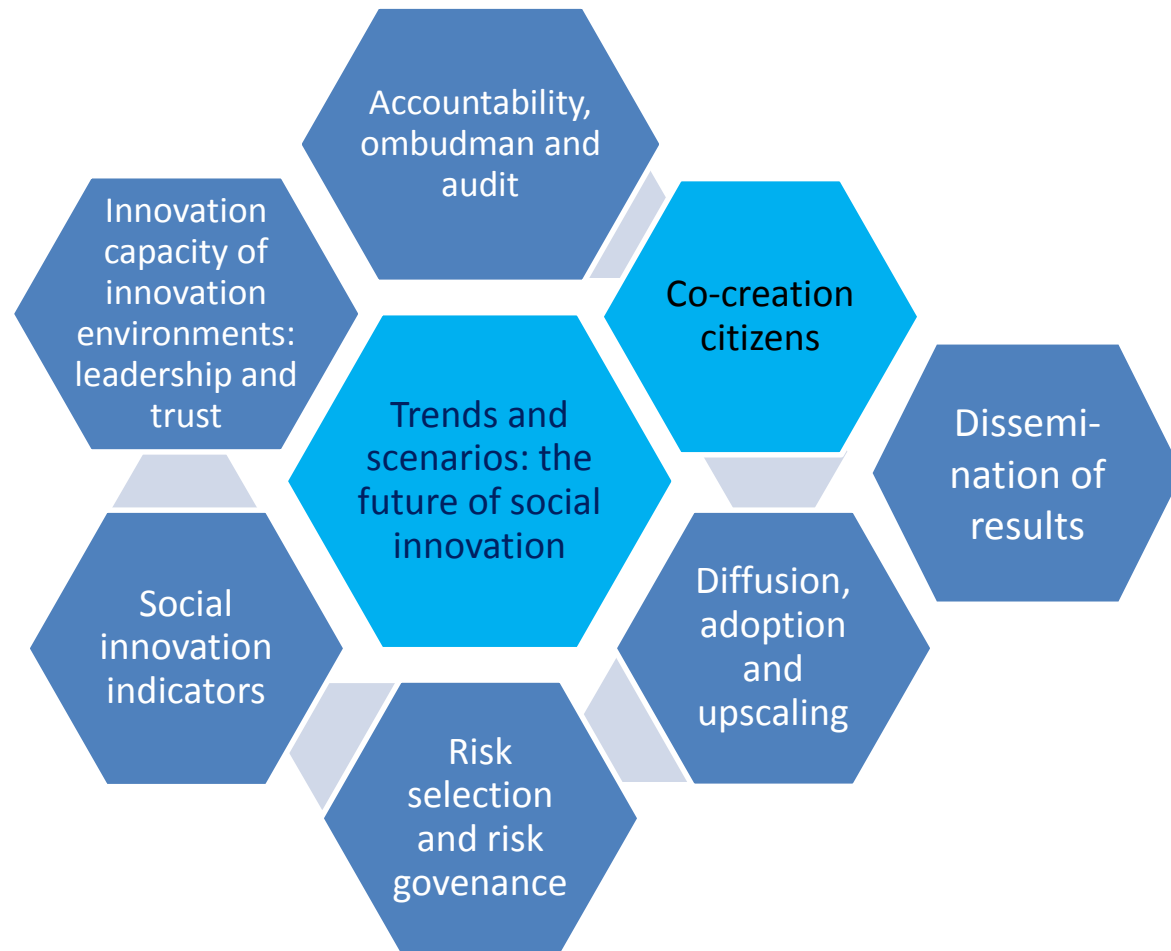 Accountability,
ombudman and
audit
Innovation
capacity of
innovation
environments:
leadership and
trust
Co-creation
citizens
Trends and
scenarios: the
future of social
innovation
Dissemi-
nation of
results
Social
innovation
indicators
Diffusion,
adoption
and
upscaling
Risk
selection
and risk
govenance